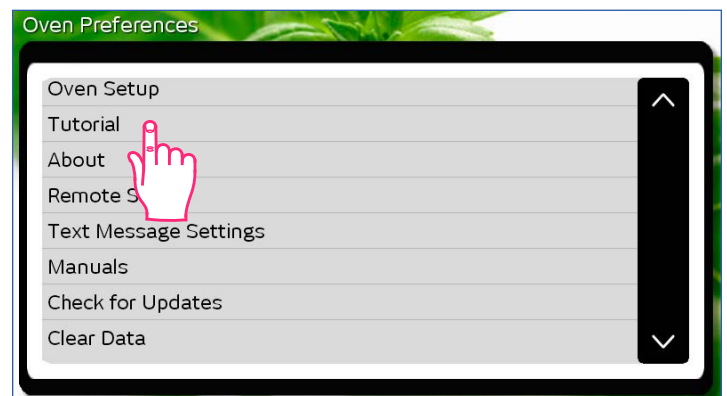 Oven Preferences
Oven Setup
Tutorial
About
Remote S
Text Message Settings
Manuals
Check for Updates
Clear Data